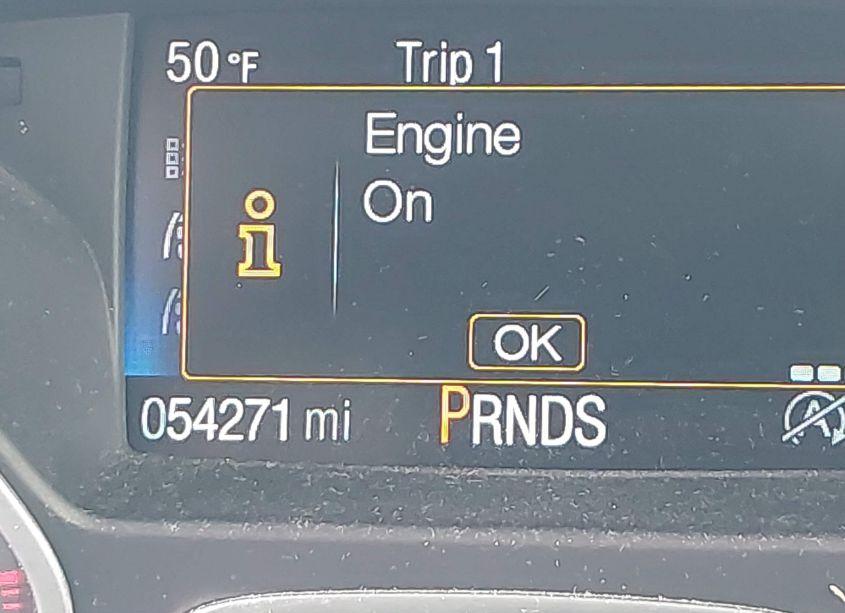 50 °F Trip 1
Engine
On
i
OK
054271 mi PRNDS
A